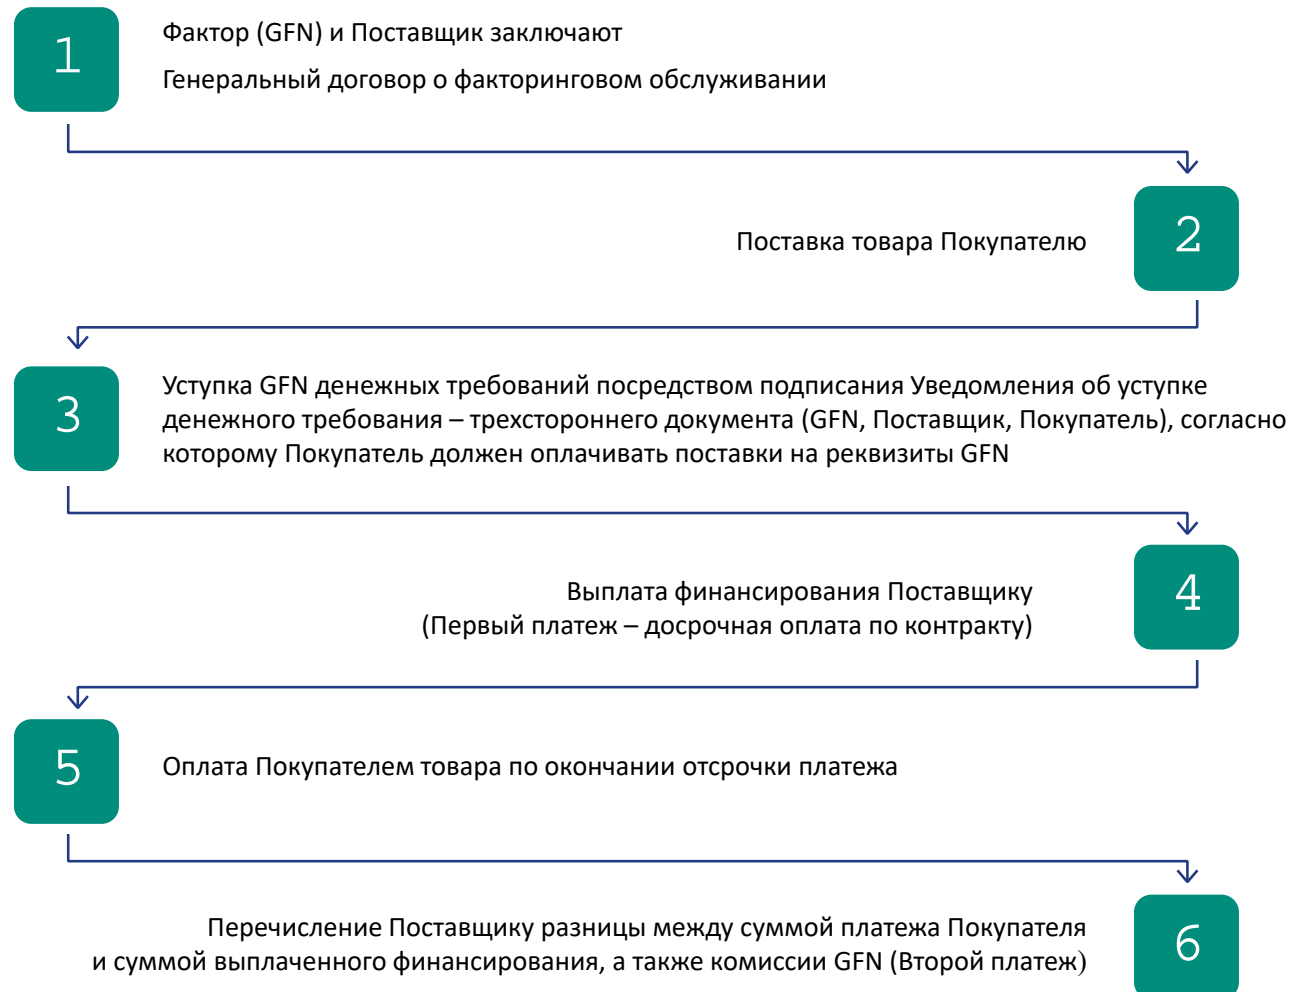 1
Фактор (GFN) и Поставщик заключают
Генеральный договор о факторинговом обслуживании
Поставка товара Покупателю
2
3
Уступка GFN денежных требований посредством подписания Уведомления об уступке
денежного требования – трехстороннего документа (GFN, Поставщик, Покупатель), согласно
которому Покупатель должен оплачивать поставки на реквизиты GFN
Выплата финансирования Поставщику
(Первый платеж – досрочная оплата по контракту)
4
5
Оплата Покупателем товара по окончании отсрочки платежа
Перечисление Поставщику разницы между суммой платежа Покупателя
и суммой выплаченного финансирования, а также комиссии GFN (Второй платеж)
6